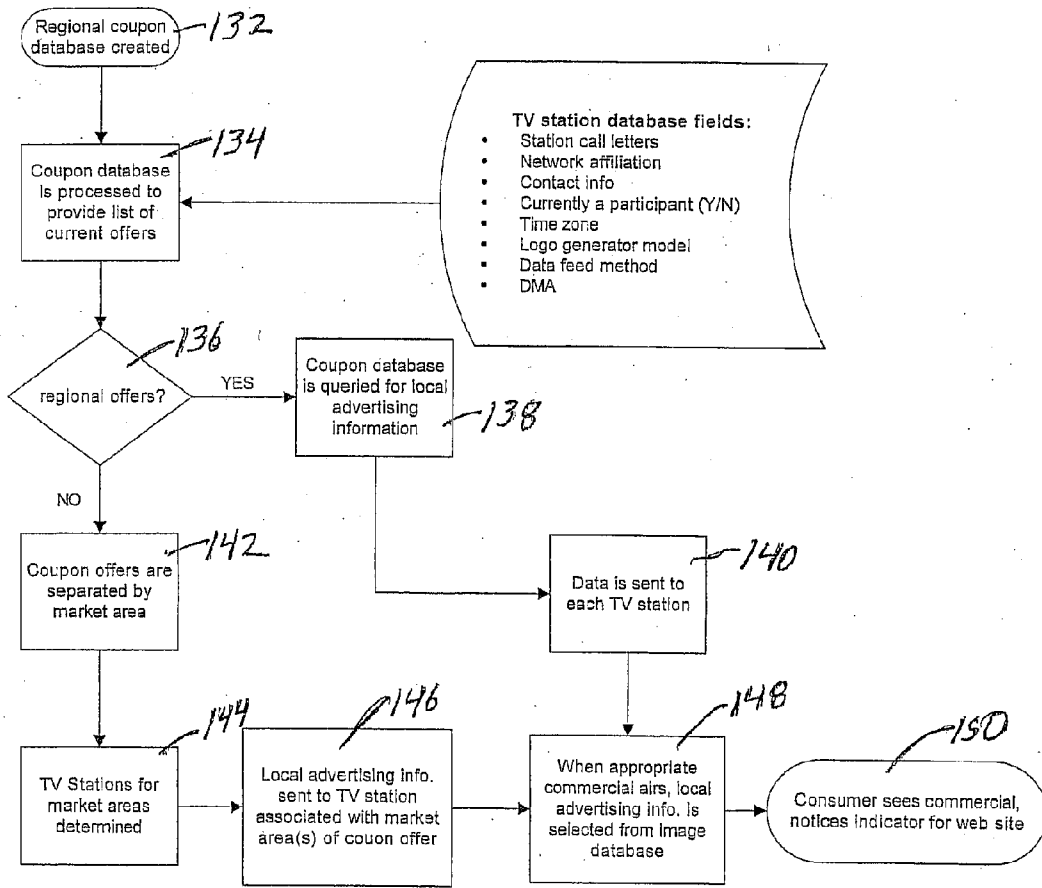 Regional coupon
database created
132
Coupon database
is processed to
provide list of
current offers
134
TV station database fields:
• Station call letters
• Network affiliation
• Contact info
• Currently a participant (Y/N)
• Time zone
• Logo generator model
• Data feed method
• DMA
regional offers?
136
YES
Coupon database
is queried for local
advertising
information
138
NO
Coupon offers are
separated by
market area
142
Data is sent to
each TV station
140
TV Stations for
market areas
determined
144
Local advertising info.
sent to TV station
associated with market
area(s) of couon offer
146
When appropriate
commercial airs, local
advertising info. is
selected from image
database
148
Consumer sees commercial,
notices indicator for web site
150